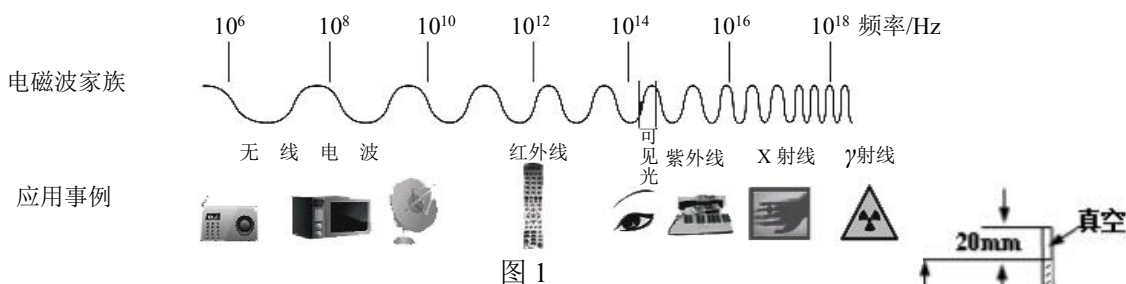 10⁶ 10⁸ 10¹⁰ 10¹² 10¹⁴ 10¹⁶ 10¹⁸ 频率/Hz
电磁波家族
无线电波 红外线 可见光 紫外线 X射线 γ射线
应用事例
真空
20mm
图1